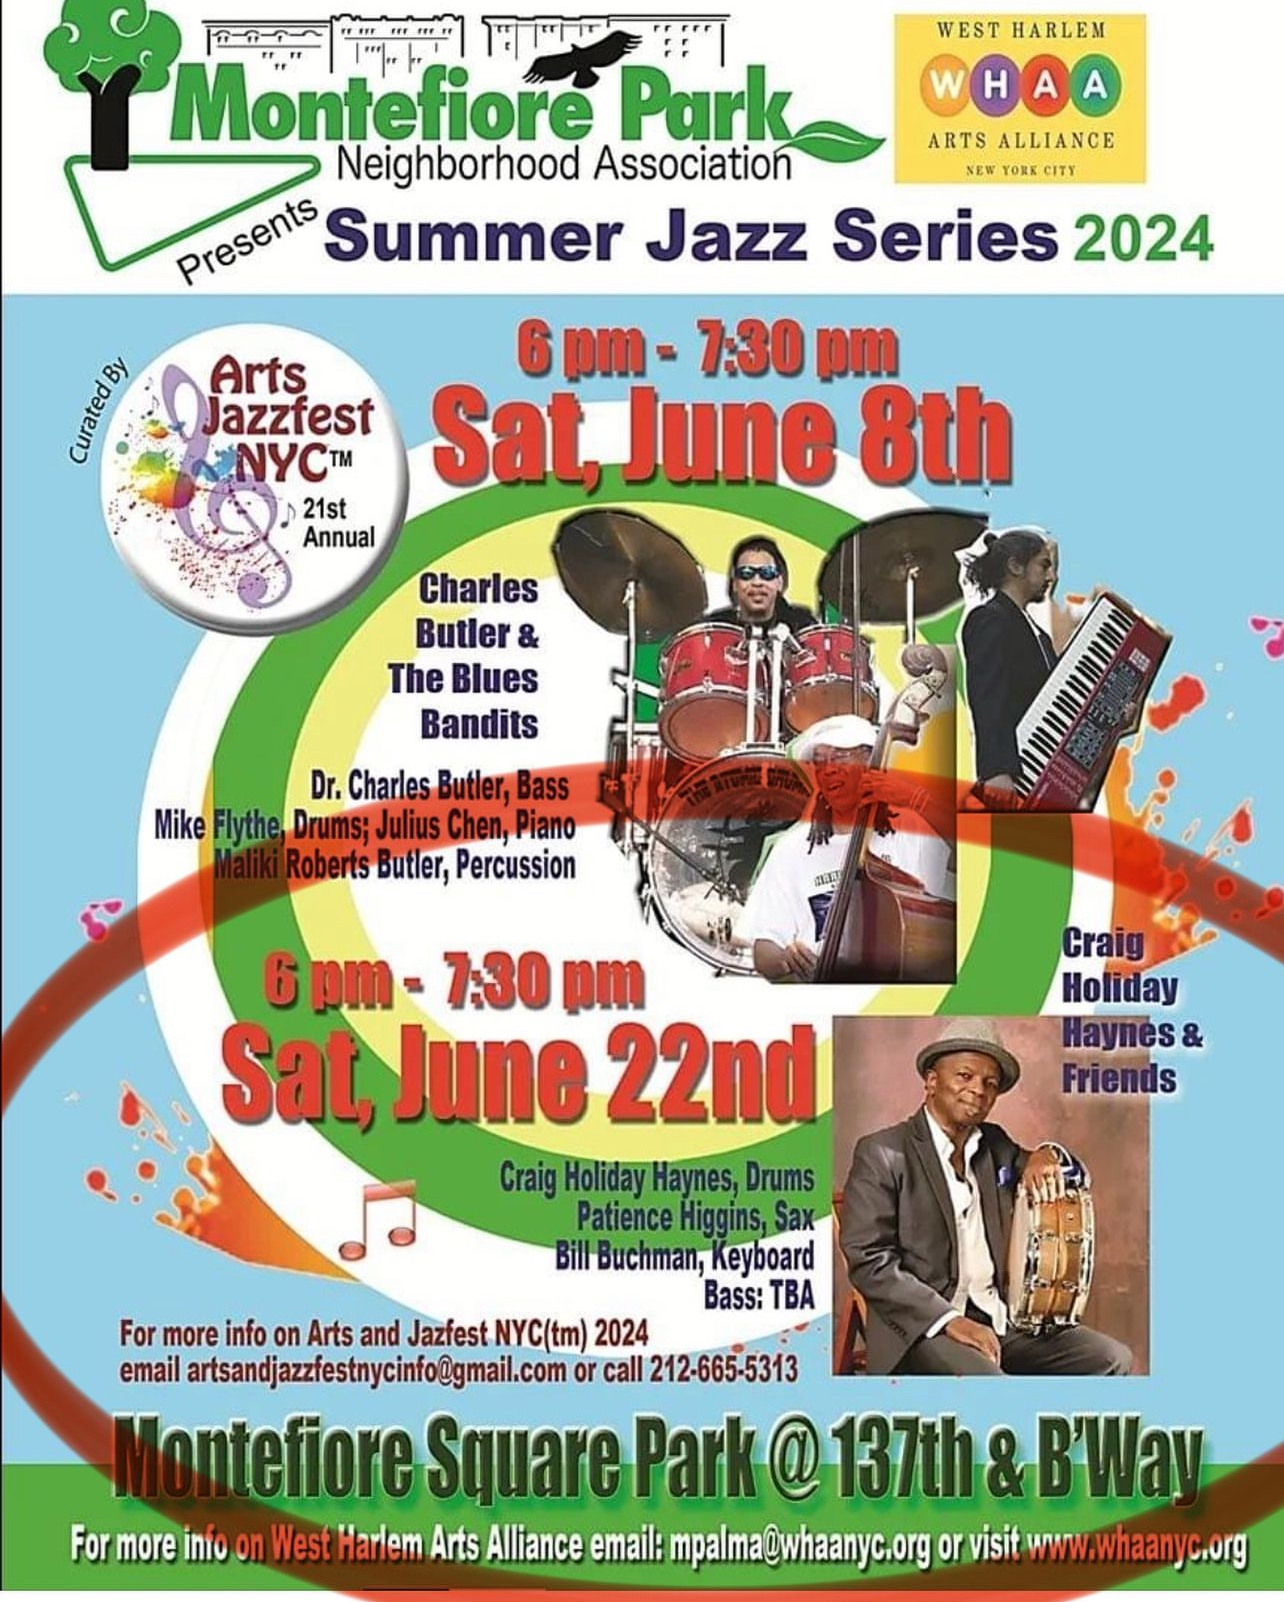 Montefiore Park
Neighborhood Association
WEST HARLEM
WHAA
ARTS ALLIANCE
NEW YORK CITY
Presents
Summer Jazz Series 2024
Curated By
Arts
Jazzfest
NYC™
21st
Annual
6 pm - 7:30 pm
Sat, June 8th
Charles
Butler &
The Blues
Bandits
Dr. Charles Butler, Bass
Mike Flythe, Drums; Julius Chen, Piano
Maliki Roberts Butler, Percussion
6 pm - 7:30 pm
Sat, June 22nd
Craig
Holiday
Haynes &
Friends
Craig Holiday Haynes, Drums
Patience Higgins, Sax
Bill Buchman, Keyboard
Bass: TBA
For more info on Arts and Jazfest NYC(tm) 2024
email artsandjazzfestnycinfo@gmail.com or call 212-665-5313
Montefiore Square Park @ 137th & B'Way
For more info on West Harlem Arts Alliance email: mpalma@whaanyc.org or visit www.whaanyc.org